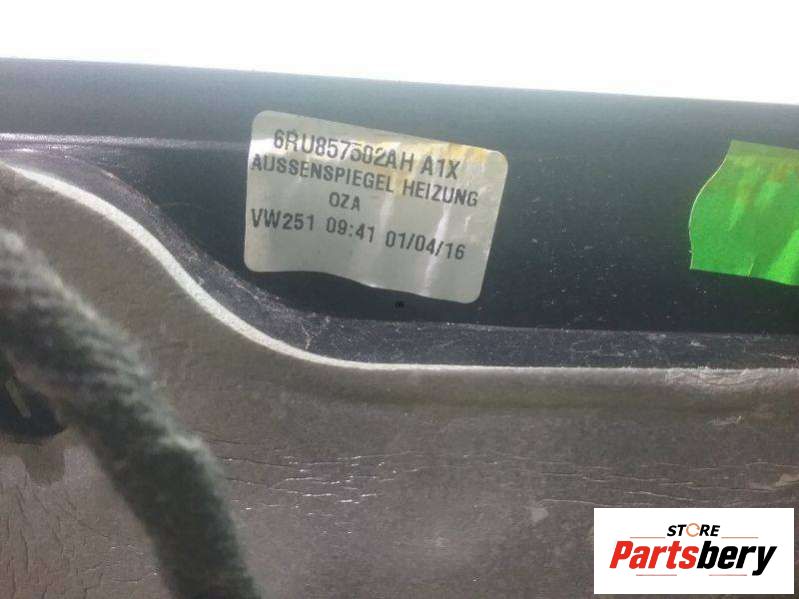 6RU857502AH A1X
AUSSENSPIEGEL HEIZUNG
OZA
VW251 09:41 01/04/16
STORE
Partsbery